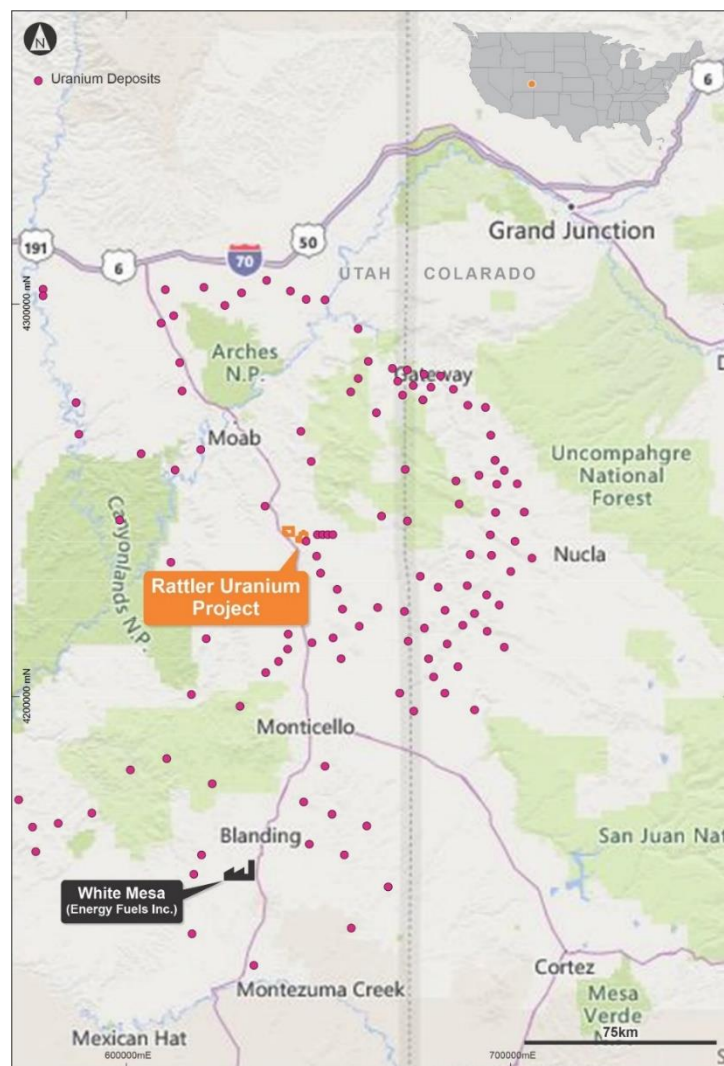 N
Uranium Deposits
6
Grand Junction
191
6
70
50
UTAH
COLARADO
4300000 mN
Arches
N.P.
Gateway
Moab
Uncompahgre
National
Forest
Canyonlands N.P.
Nucla
Rattler Uranium
Project
4200000 mN
Monticello
Blanding
San Juan Nat
White Mesa
(Energy Fuels Inc.)
Cortez
Montezuma Creek
Mesa
Verde
Mexican Hat
75km
600000mE
700000mE